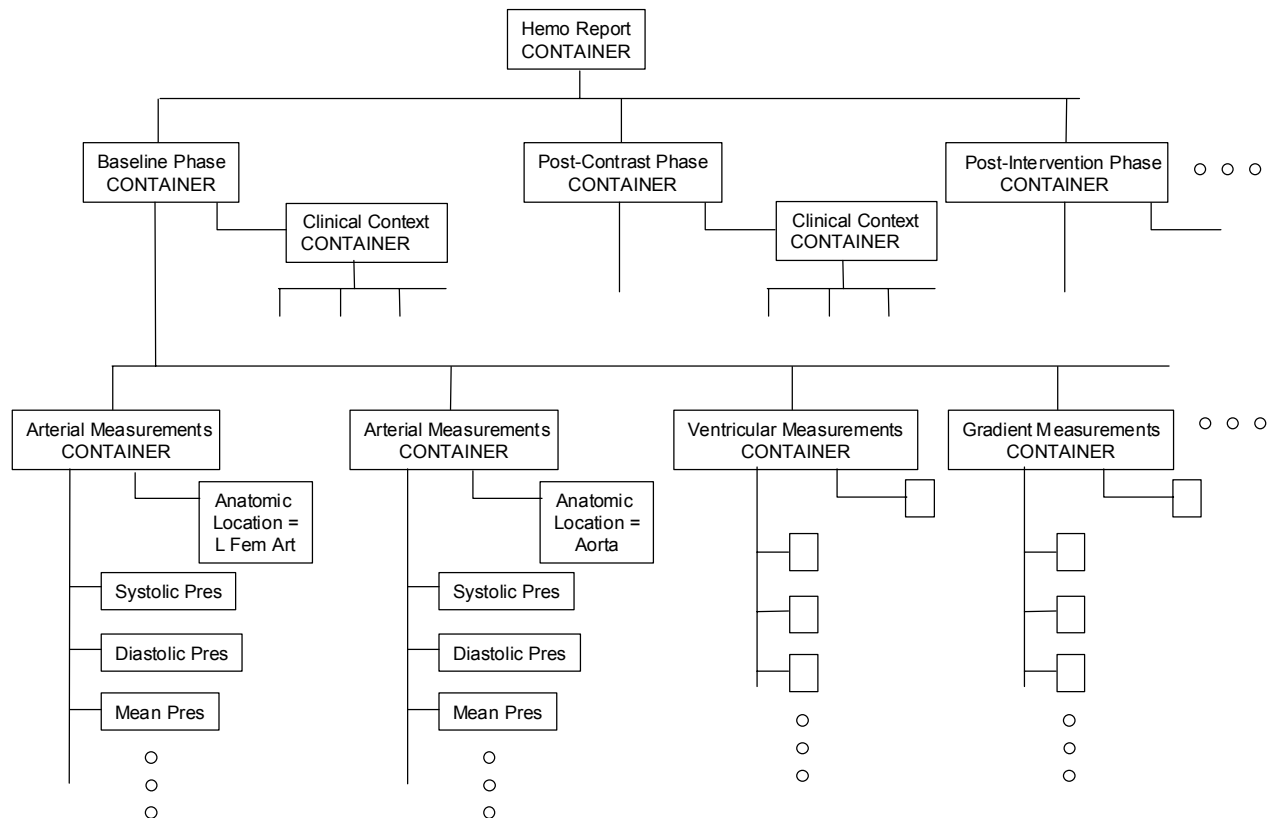 Hemo Report
CONTAINER
Baseline Phase
CONTAINER
Post-Contrast Phase
CONTAINER
Post-Intervention Phase
CONTAINER
Clinical Context
CONTAINER
Clinical Context
CONTAINER
Arterial Measurements
CONTAINER
Arterial Measurements
CONTAINER
Ventricular Measurements
CONTAINER
Gradient Measurements
CONTAINER
Anatomic
Location =
L Fem Art
Anatomic
Location =
Aorta
Systolic Pres
Systolic Pres
Diastolic Pres
Diastolic Pres
Mean Pres
Mean Pres